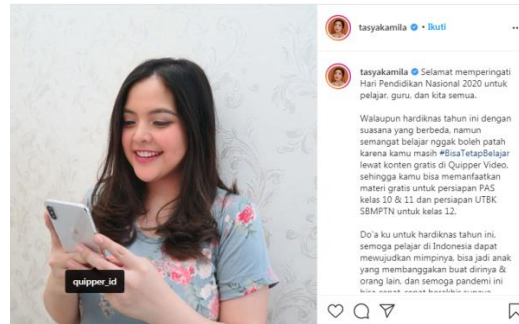 quipper_id
tasyakamila • Ikuti
tasyakamila Selamat memperingati
Hari Pendidikan Nasional 2020 untuk
pelajar, guru, dan kita semua.
Walaupun hardiknas tahun ini dengan
suasana yang berbeda, namun
semangat belajar nggak boleh patah
karena kamu masih #BisaTetapBelajar
lewat konten gratis di Quipper Video,
sehingga kamu bisa memanfaatkan
materi gratis untuk persiapan PAS
kelas 10 & 11 dan persiapan UTBK
SBMPTN untuk kelas 12.
Do'a ku untuk hardiknas tahun ini,
semoga pelajar di Indonesia dapat
mewujudkan mimpinya, bisa jadi anak
yang membanggakan buat dirinya &
orang lain, dan semoga pandemi ini